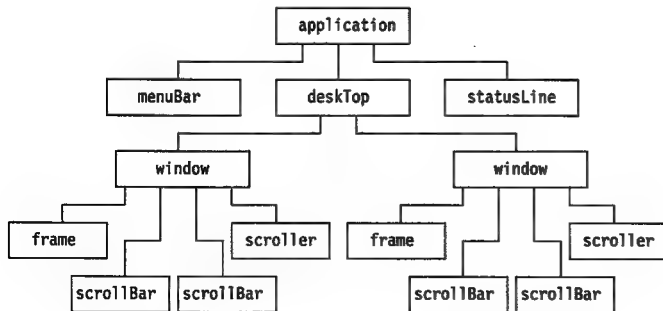 application
menuBar deskTop statusLine
window window
frame scroller frame scroller
scrollBar scrollBar scrollBar scrollBar